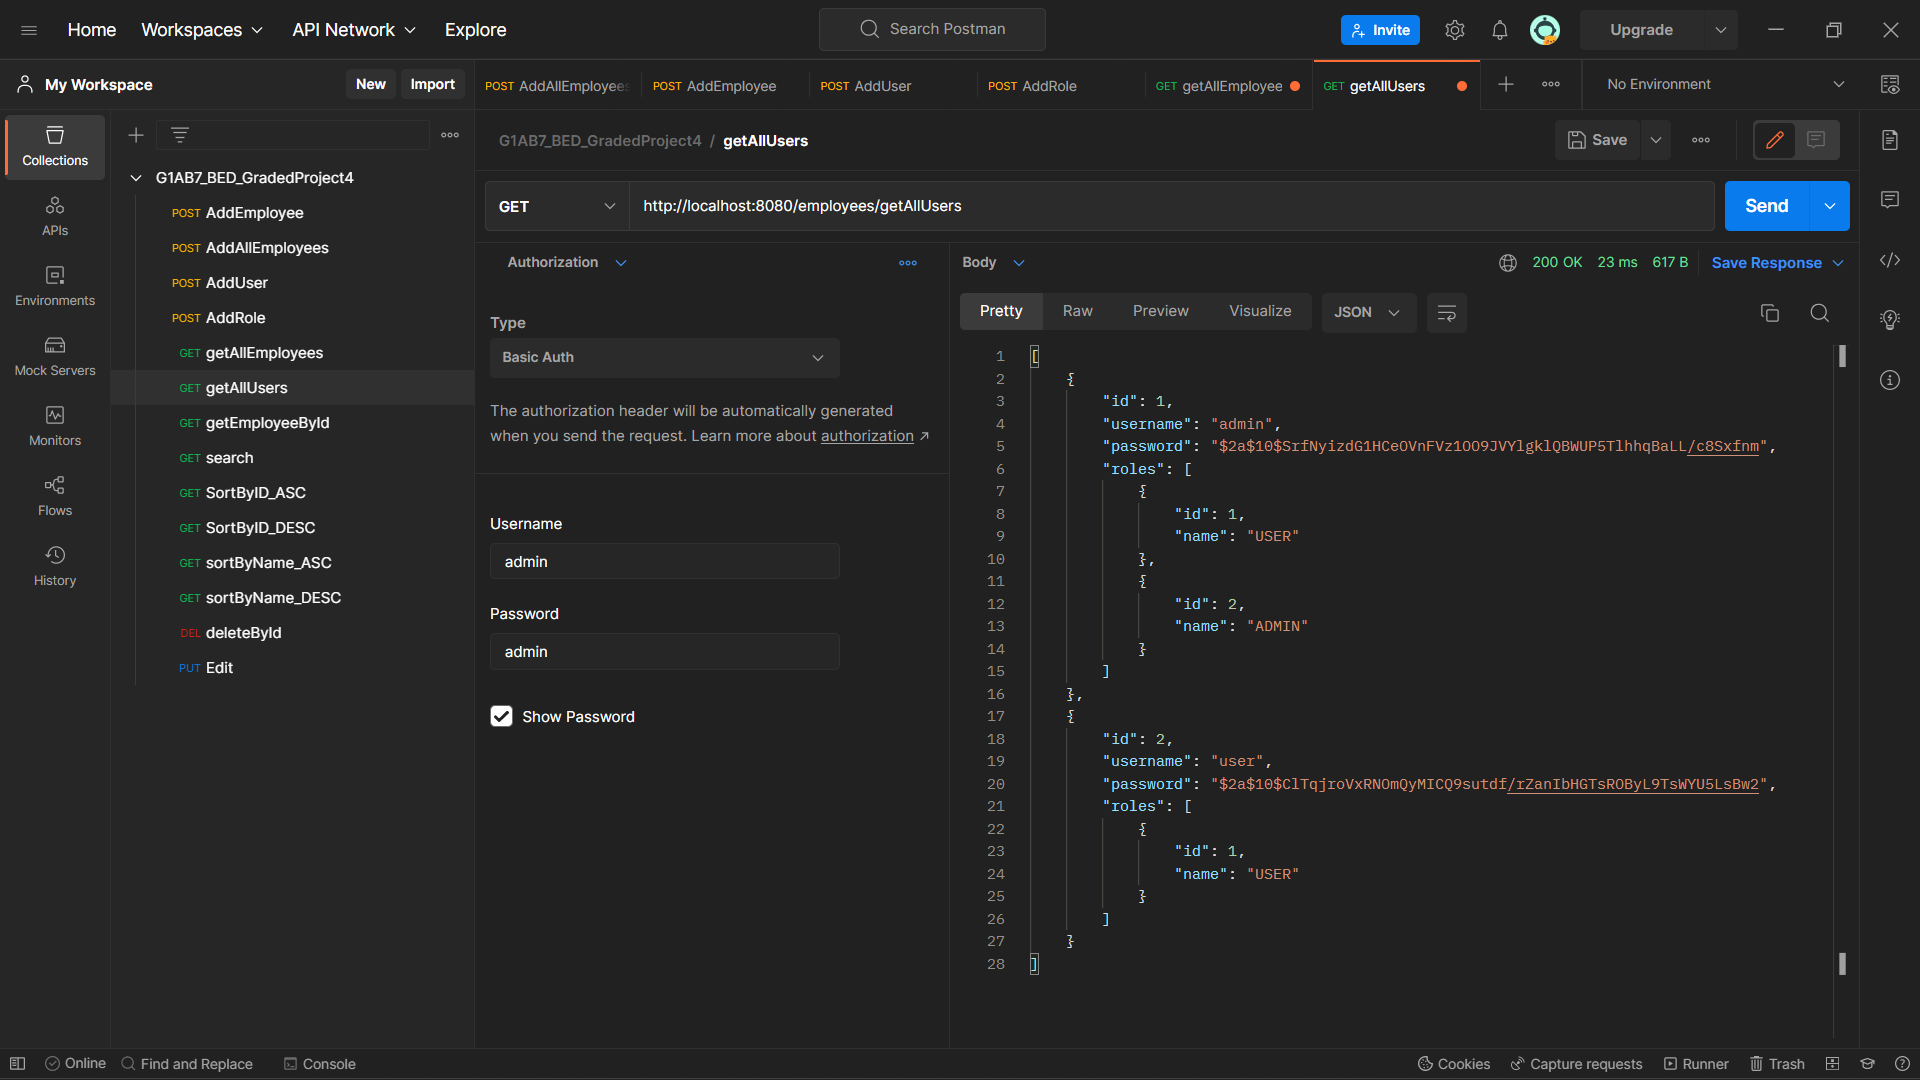 Home
Workspaces
API Network
Explore
Search Postman
Invite
Upgrade
My Workspace
New
Import
POST AddAllEmployees
POST AddEmployee
POST AddUser
POST AddRole
GET getAllEmployee
GET getAllUsers
No Environment
Collections
APIs
Environments
Mock Servers
Monitors
Flows
History
G1AB7_BED_GradedProject4
POST AddEmployee
POST AddAllEmployees
POST AddUser
POST AddRole
GET getAllEmployees
GET getAllUsers
GET getEmployeeById
GET search
GET SortByID_ASC
GET SortByID_DESC
GET sortByName_ASC
GET sortByName_DESC
DEL deleteById
PUT Edit
G1AB7_BED_GradedProject4 / getAllUsers
Save
GET
http://localhost:8080/employees/getAllUsers
Send
Authorization
Type
Basic Auth
The authorization header will be automatically generated
when you send the request. Learn more about authorization ↗
Username
admin
Password
admin
Show Password
Body
200 OK 23 ms 617 B Save Response
Pretty Raw Preview Visualize JSON
1 [
2 {
3 "id": 1,
4 "username": "admin",
5 "password": "$2a$10$SrfNyizdG1HCeOVnFVz1OO9JVYlgklQBWUP5TlhhqBaLL/c8Sxfnm",
6 "roles": [
7 {
8 "id": 1,
9 "name": "USER"
10 },
11 {
12 "id": 2,
13 "name": "ADMIN"
14 }
15 ]
16 },
17 {
18 "id": 2,
19 "username": "user",
20 "password": "$2a$10$ClTqjroVxRNOmQyMICQ9sutdf/rZanIbHGTsROByL9TsWYU5LsBw2",
21 "roles": [
22 {
23 "id": 1,
24 "name": "USER"
25 }
26 ]
27 }
28 ]
Online
Find and Replace
Console
Cookies
Capture requests
Runner
Trash